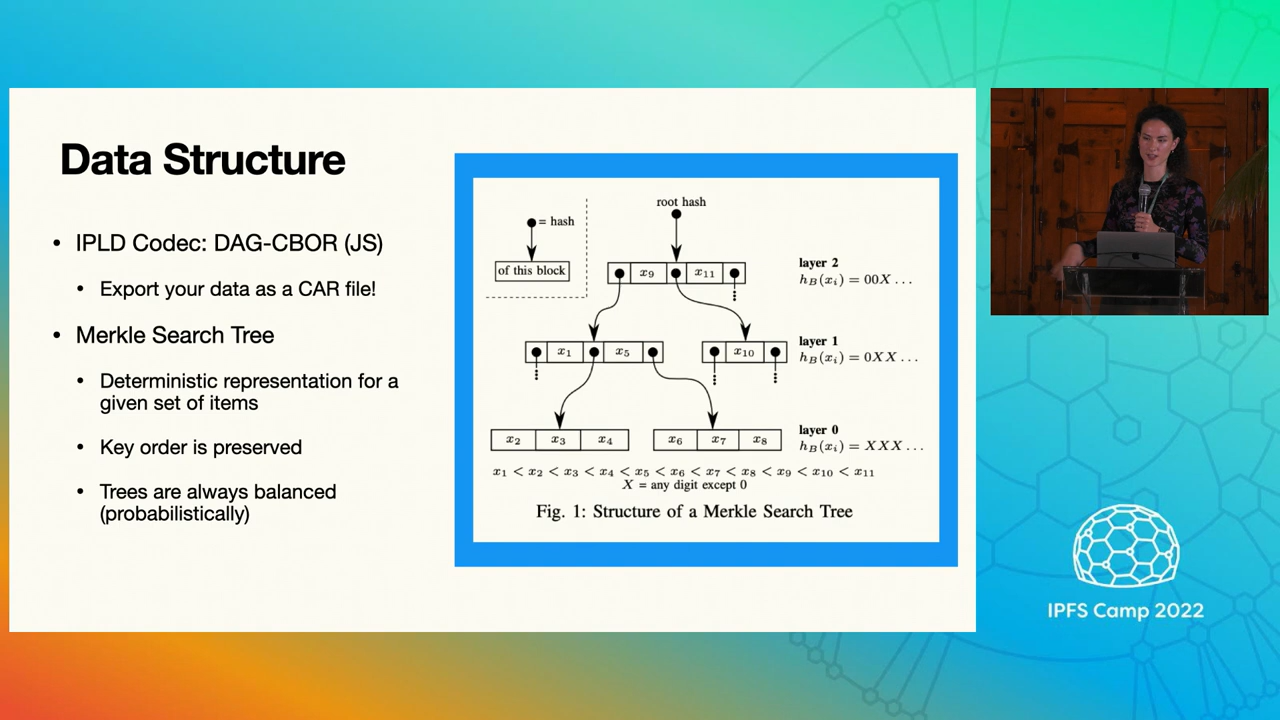 Data Structure
• IPLD Codec: DAG-CBOR (JS)
• Export your data as a CAR file!
• Merkle Search Tree
• Deterministic representation for a
given set of items
• Key order is preserved
• Trees are always balanced
(probabilistically)
= hash
of this block
root hash
x₉ x₁₁
layer 2
h_B(xᵢ) = 00X . . .
x₁ x₅
x₁₀
layer 1
h_B(xᵢ) = 0XX . . .
x₂ x₃ x₄
x₆ x₇ x₈
layer 0
h_B(xᵢ) = XXX . . .
x₁ < x₂ < x₃ < x₄ < x₅ < x₆ < x₇ < x₈ < x₉ < x₁₀ < x₁₁
X = any digit except 0
Fig. 1: Structure of a Merkle Search Tree
IPFS Camp 2022